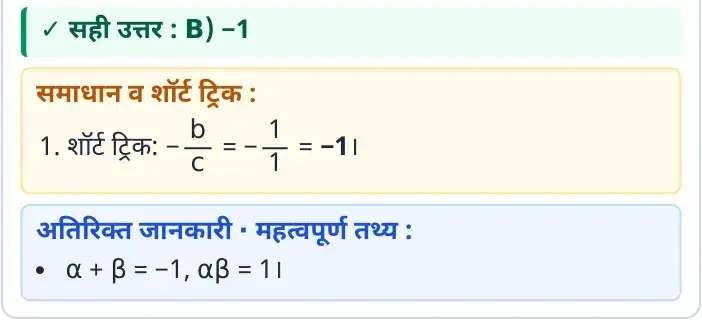 ✓ सही उत्तर : B) −1
समाधान व शॉर्ट ट्रिक :
1. शॉर्ट ट्रिक: −b/c = −1/1 = −1।
अतिरिक्त जानकारी · महत्वपूर्ण तथ्य :
• α + β = −1, αβ = 1।